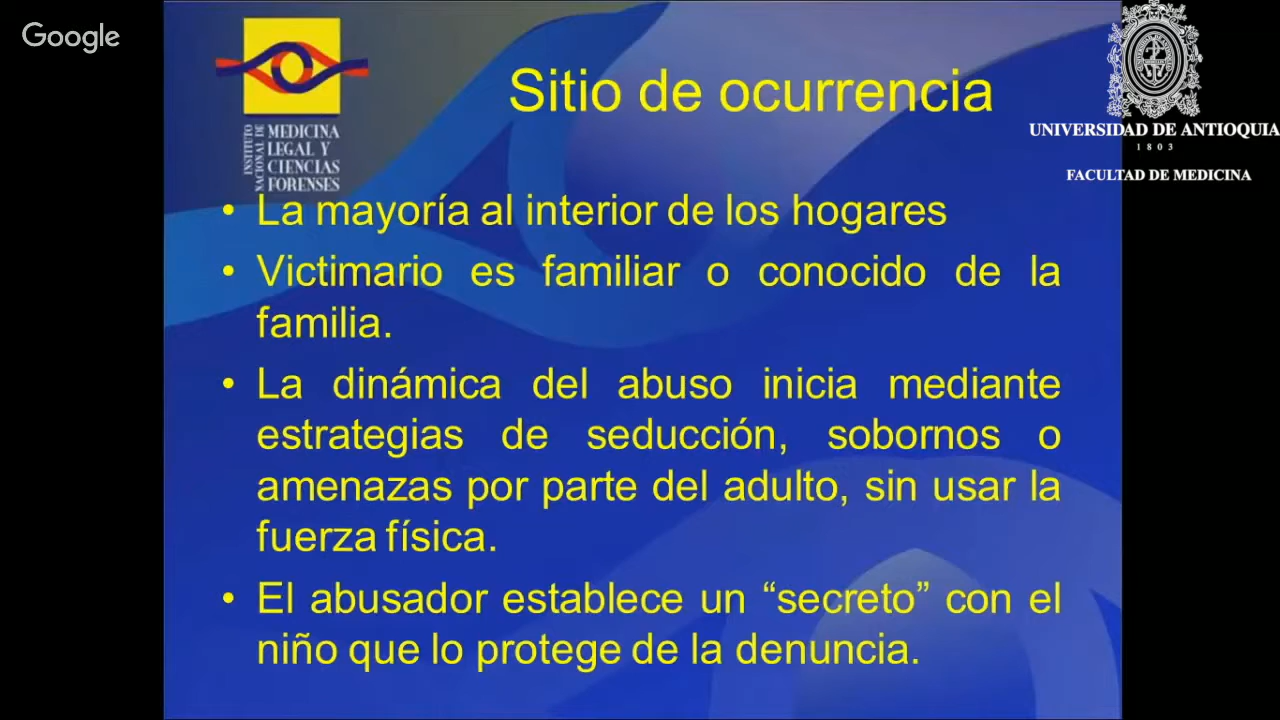 Google
INSTITUTO
NACIONAL DE
MEDICINA
LEGAL Y
CIENCIAS
FORENSES
Sitio de ocurrencia
UNIVERSIDAD DE ANTIOQUIA
1803
FACULTAD DE MEDICINA
• La mayoría al interior de los hogares
• Victimario es familiar o conocido de la
familia.
• La dinámica del abuso inicia mediante
estrategias de seducción, sobornos o
amenazas por parte del adulto, sin usar la
fuerza física.
• El abusador establece un “secreto” con el
niño que lo protege de la denuncia.